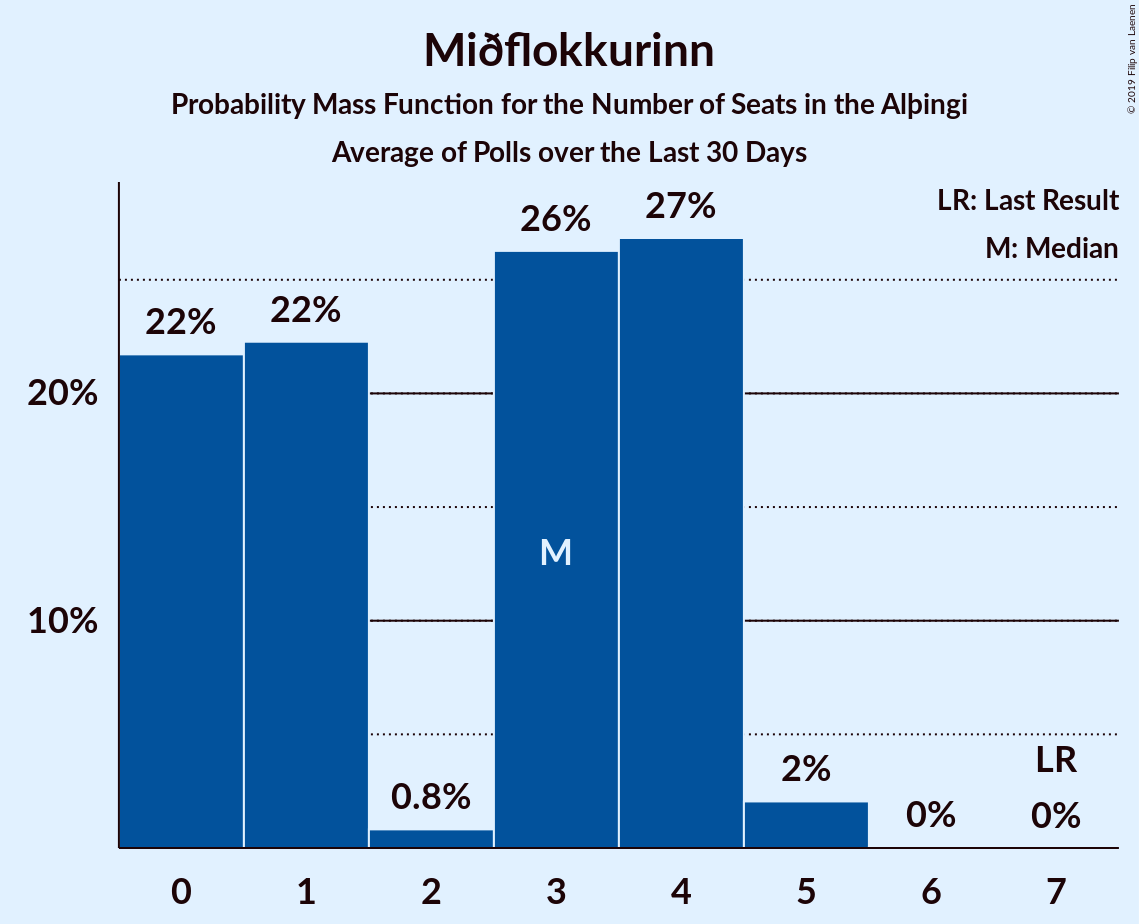 Miðflokkurinn
Probability Mass Function for the Number of Seats in the Alþingi
Average of Polls over the Last 30 Days
© 2019 Filip van Laenen
LR: Last Result
M: Median
22%
22%
0.8%
26%
27%
2%
0%
0%
LR
M
20%
10%
0
1
2
3
4
5
6
7